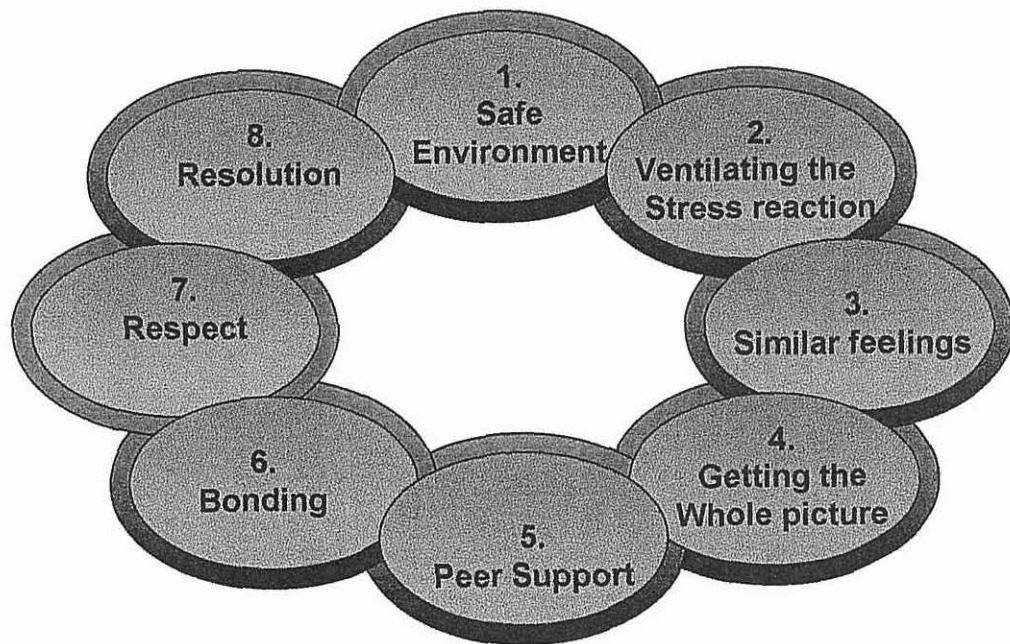 1.
Safe
Environment
2.
Ventilating the
Stress reaction
3.
Similar feelings
4.
Getting the
Whole picture
5.
Peer Support
6.
Bonding
7.
Respect
8.
Resolution